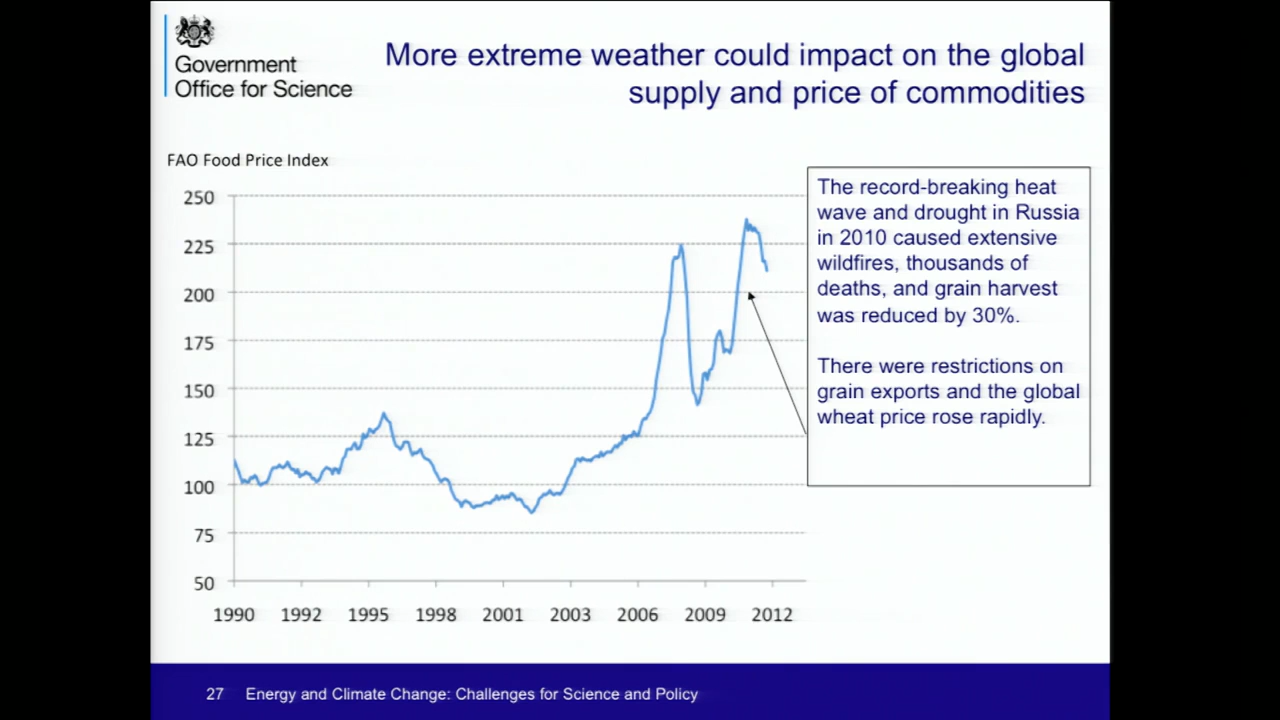 Government
Office for Science
More extreme weather could impact on the global
supply and price of commodities
FAO Food Price Index
250
225
200
175
150
125
100
75
50
1990 1992 1995 1998 2001 2003 2006 2009 2012
The record-breaking heat
wave and drought in Russia
in 2010 caused extensive
wildfires, thousands of
deaths, and grain harvest
was reduced by 30%.
There were restrictions on
grain exports and the global
wheat price rose rapidly.
27 Energy and Climate Change: Challenges for Science and Policy